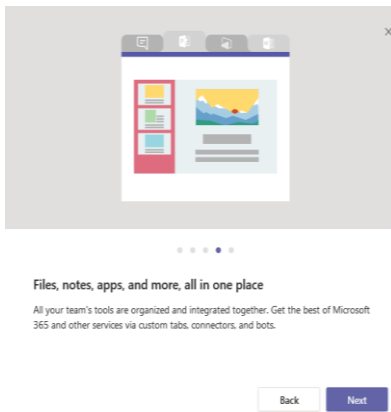 Files, notes, apps, and more, all in one place
All your team's tools are organized and integrated together. Get the best of Microsoft
365 and other services via custom tabs, connectors, and bots.
Back Next